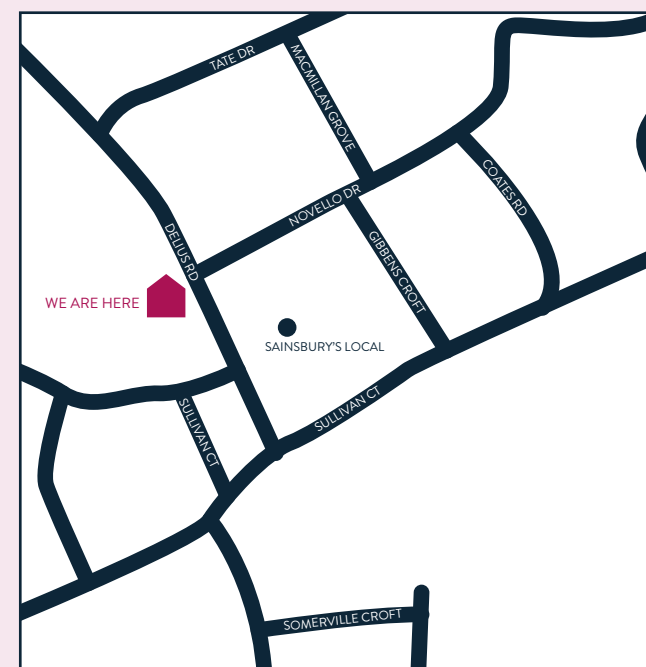 TATE DR
MACMILLAN GROVE
COATES RD
NOVELLO DR
DELIUS RD
GIBBENS CROFT
WE ARE HERE
SAINSBURY'S LOCAL
SULLIVAN CT
SULLIVAN CT
SOMERVILLE CROFT